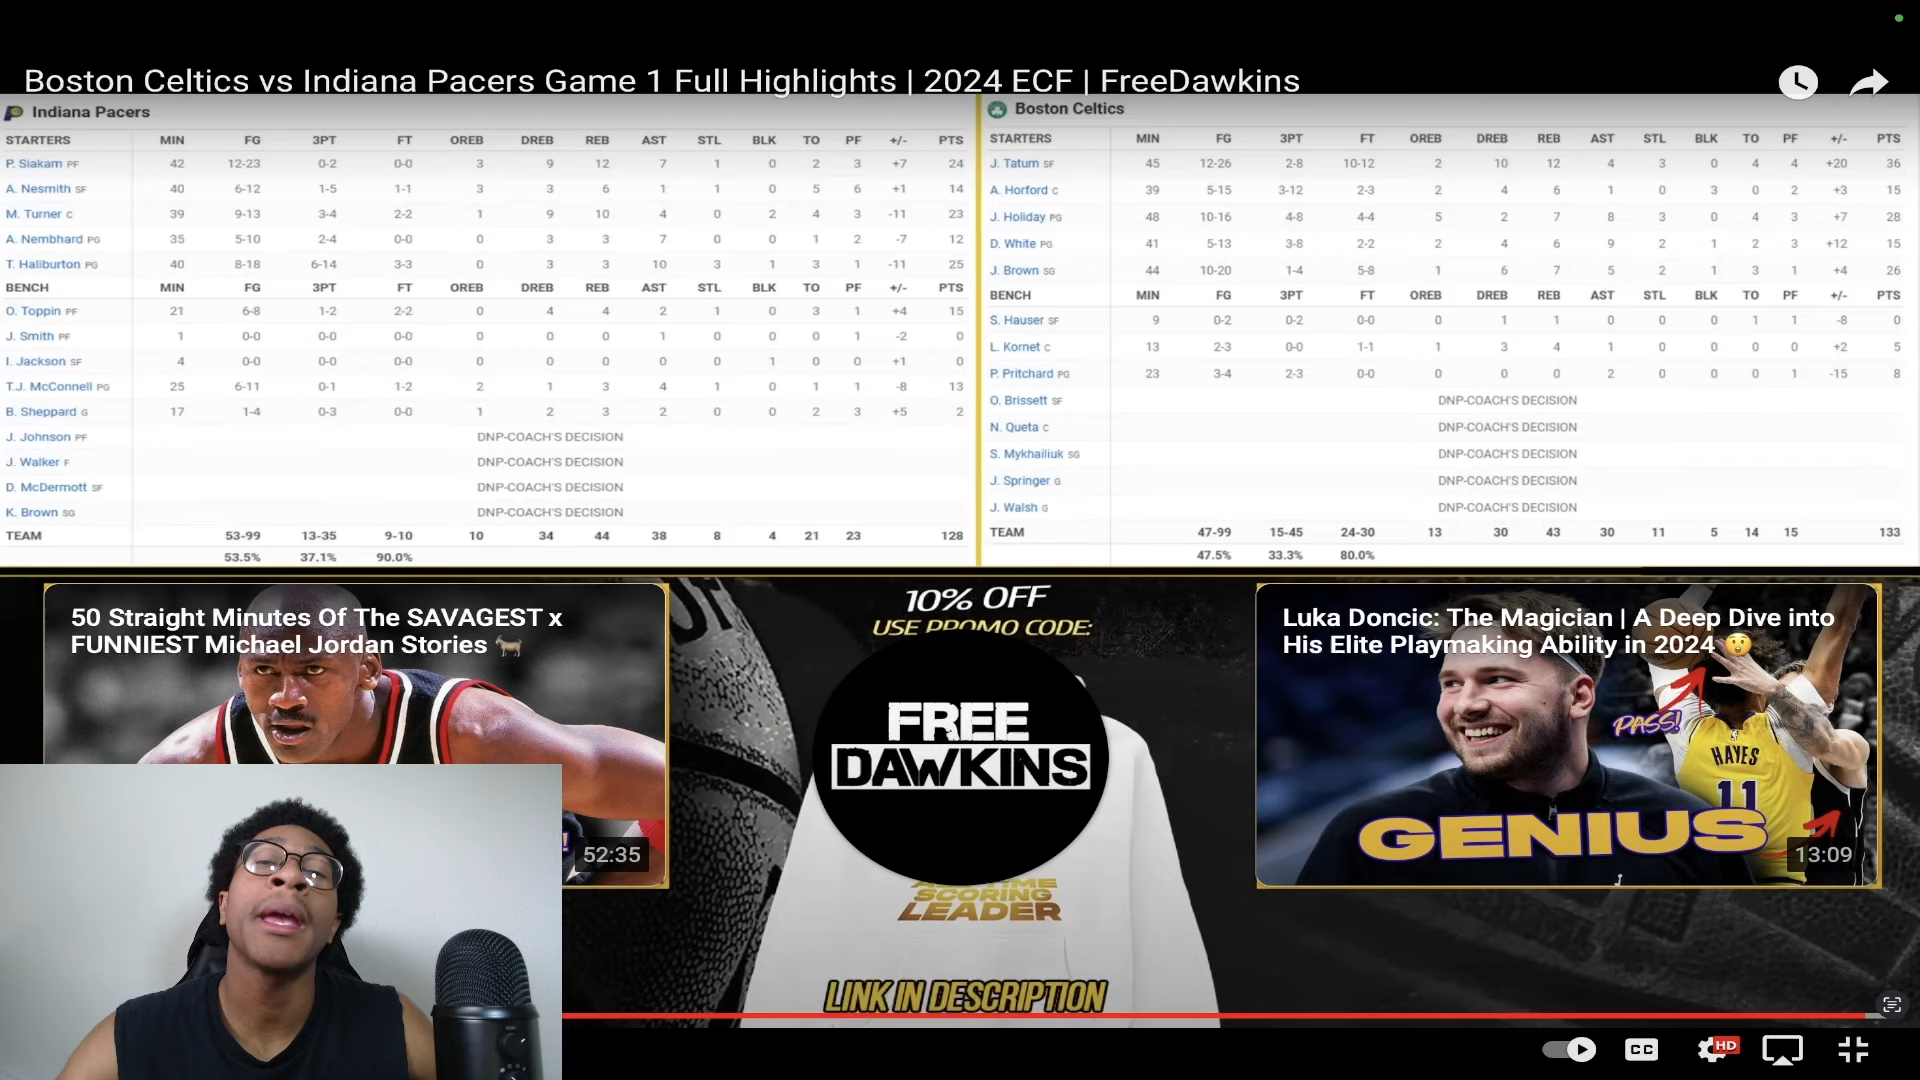 Boston Celtics vs Indiana Pacers Game 1 Full Highlights | 2024 ECF | FreeDawkins
Indiana Pacers
STARTERS MIN FG 3PT FT OREB DREB REB AST STL BLK TO PF +/- PTS
P. Siakam PF 42 12-23 0-2 0-0 3 9 12 7 1 0 2 3 +7 24
A. Nesmith SF 40 6-12 1-5 1-1 3 3 6 1 1 0 5 6 +1 14
M. Turner C 39 9-13 3-4 2-2 1 9 10 4 0 2 4 3 -11 23
A. Nembhard PG 35 5-10 2-4 0-0 0 3 3 7 0 0 1 2 -7 12
T. Haliburton PG 40 8-18 6-14 3-3 0 3 3 10 3 1 3 1 -11 25
BENCH MIN FG 3PT FT OREB DREB REB AST STL BLK TO PF +/- PTS
O. Toppin PF 21 6-8 1-2 2-2 0 4 4 2 1 0 3 1 +4 15
J. Smith PF 1 0-0 0-0 0-0 0 0 0 1 0 0 0 1 -2 0
I. Jackson SF 4 0-0 0-0 0-0 0 0 0 0 0 1 0 0 +1 0
T.J. McConnell PG 25 6-11 0-1 1-2 2 1 3 4 1 0 1 1 -8 13
B. Sheppard G 17 1-4 0-3 0-0 1 2 3 2 0 0 2 3 +5 2
J. Johnson PF DNP-COACH'S DECISION
J. Walker F DNP-COACH'S DECISION
D. McDermott SF DNP-COACH'S DECISION
K. Brown SG DNP-COACH'S DECISION
TEAM 53-99 13-35 9-10 10 34 44 38 8 4 21 23 128
53.5% 37.1% 90.0%
Boston Celtics
STARTERS MIN FG 3PT FT OREB DREB REB AST STL BLK TO PF +/- PTS
J. Tatum SF 45 12-26 2-8 10-12 2 10 12 4 3 0 4 4 +20 36
A. Horford C 39 5-15 3-12 2-3 2 4 6 1 0 3 0 2 +3 15
J. Holiday PG 48 10-16 4-8 4-4 5 2 7 8 3 0 4 3 +7 28
D. White PG 41 5-13 3-8 2-2 2 4 6 9 2 1 2 3 +12 15
J. Brown SG 44 10-20 1-4 5-8 1 6 7 5 2 1 3 1 +4 26
BENCH MIN FG 3PT FT OREB DREB REB AST STL BLK TO PF +/- PTS
S. Hauser SF 9 0-2 0-2 0-0 0 1 1 0 0 0 1 1 -8 0
L. Kornet C 13 2-3 0-0 1-1 1 3 4 1 0 0 0 0 +2 5
P. Pritchard PG 23 3-4 2-3 0-0 0 0 0 2 0 0 0 1 -15 8
O. Brissett SF DNP-COACH'S DECISION
N. Queta C DNP-COACH'S DECISION
S. Mykhailiuk SG DNP-COACH'S DECISION
J. Springer G DNP-COACH'S DECISION
J. Walsh G DNP-COACH'S DECISION
TEAM 47-99 15-45 24-30 13 30 43 30 11 5 14 15 133
47.5% 33.3% 80.0%
50 Straight Minutes Of The SAVAGEST x
FUNNIEST Michael Jordan Stories
52:35
10% OFF
USE PROMO CODE:
FREE
DAWKINS
SCORING
LEADER
LINK IN DESCRIPTION
Luka Doncic: The Magician | A Deep Dive into
His Elite Playmaking Ability in 2024
PASS!
HAYES
11
GENIUS
13:09
CC
HD